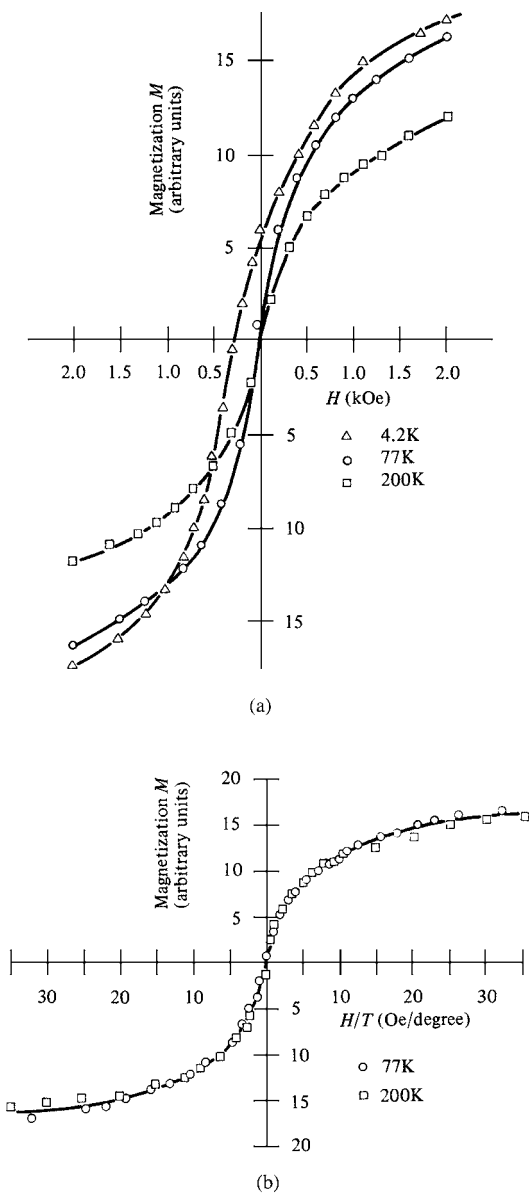 Magnetization M
(arbitrary units)
15
10
5
2.0 1.5 1.0 0.5 0.5 1.0 1.5 2.0
H (kOe)
5
△ 4.2K
○ 77K
□ 200K
10
15
(a)
Magnetization M
(arbitrary units)
20
15
10
5
30 20 10 10 20 30
H/T (Oe/degree)
5
10
15
20
○ 77K
□ 200K
(b)